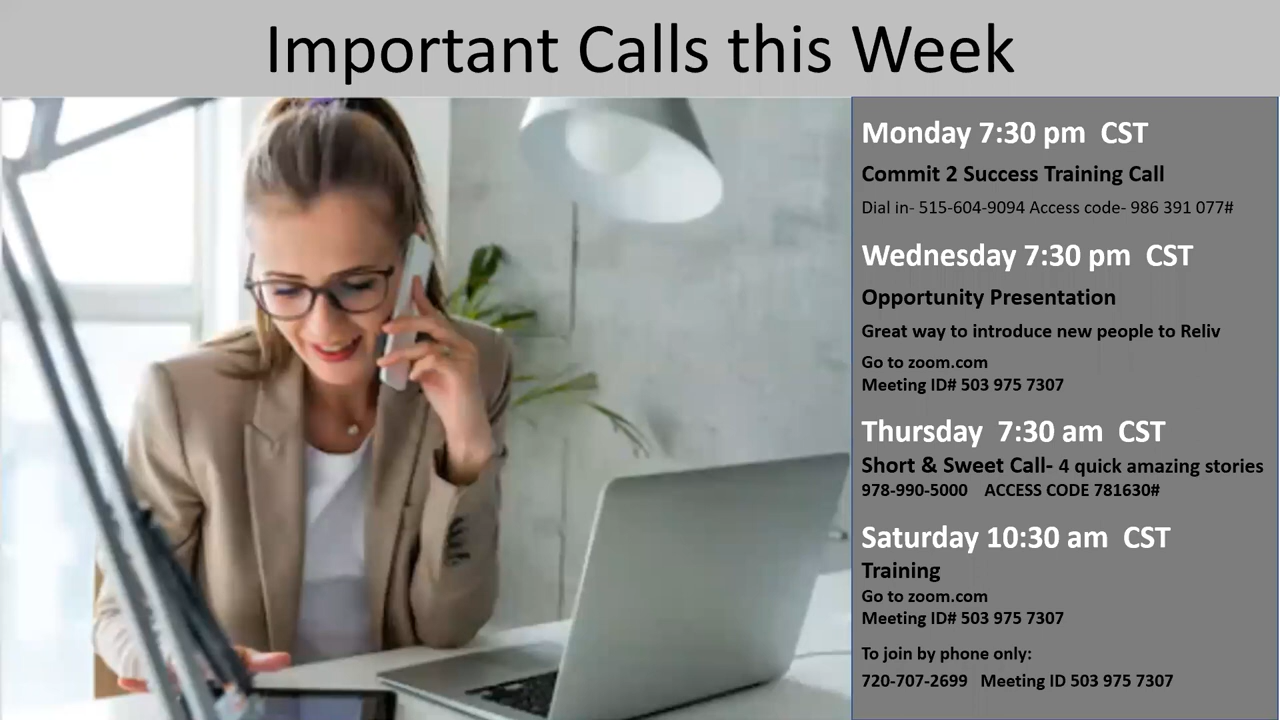 Important Calls this Week
Monday 7:30 pm CST
Commit 2 Success Training Call
Dial in- 515-604-9094 Access code- 986 391 077#
Wednesday 7:30 pm CST
Opportunity Presentation
Great way to introduce new people to Reliv
Go to zoom.com
Meeting ID# 503 975 7307
Thursday 7:30 am CST
Short & Sweet Call- 4 quick amazing stories
978-990-5000 ACCESS CODE 781630#
Saturday 10:30 am CST
Training
Go to zoom.com
Meeting ID# 503 975 7307
To join by phone only:
720-707-2699 Meeting ID 503 975 7307